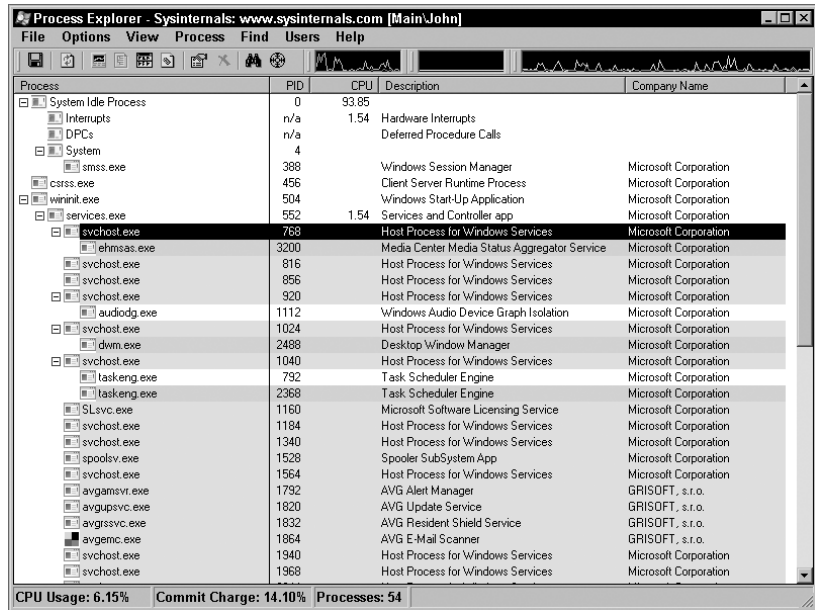 Process Explorer - Sysinternals: www.sysinternals.com [Main\John]
File Options View Process Find Users Help
Process PID CPU Description Company Name
System Idle Process 0 93.85
Interrupts n/a 1.54 Hardware Interrupts
DPCs n/a Deferred Procedure Calls
System 4
smss.exe 388 Windows Session Manager Microsoft Corporation
csrss.exe 456 Client Server Runtime Process Microsoft Corporation
wininit.exe 504 Windows Start-Up Application Microsoft Corporation
services.exe 552 1.54 Services and Controller app Microsoft Corporation
svchost.exe 768 Host Process for Windows Services Microsoft Corporation
ehmsas.exe 3200 Media Center Media Status Aggregator Service Microsoft Corporation
svchost.exe 816 Host Process for Windows Services Microsoft Corporation
svchost.exe 856 Host Process for Windows Services Microsoft Corporation
svchost.exe 920 Host Process for Windows Services Microsoft Corporation
audiodg.exe 1112 Windows Audio Device Graph Isolation Microsoft Corporation
svchost.exe 1024 Host Process for Windows Services Microsoft Corporation
dwm.exe 2488 Desktop Window Manager Microsoft Corporation
svchost.exe 1040 Host Process for Windows Services Microsoft Corporation
taskeng.exe 792 Task Scheduler Engine Microsoft Corporation
taskeng.exe 2368 Task Scheduler Engine Microsoft Corporation
SLsvc.exe 1160 Microsoft Software Licensing Service Microsoft Corporation
svchost.exe 1184 Host Process for Windows Services Microsoft Corporation
svchost.exe 1340 Host Process for Windows Services Microsoft Corporation
spoolsv.exe 1528 Spooler SubSystem App Microsoft Corporation
svchost.exe 1564 Host Process for Windows Services Microsoft Corporation
avgamsvr.exe 1792 AVG Alert Manager GRISOFT, s.r.o.
avgupsvc.exe 1820 AVG Update Service GRISOFT, s.r.o.
avgrssvc.exe 1832 AVG Resident Shield Service GRISOFT, s.r.o.
avgemc.exe 1864 AVG E-Mail Scanner GRISOFT, s.r.o.
svchost.exe 1940 Host Process for Windows Services Microsoft Corporation
svchost.exe 1968 Host Process for Windows Services Microsoft Corporation
CPU Usage: 6.15% Commit Charge: 14.10% Processes: 54